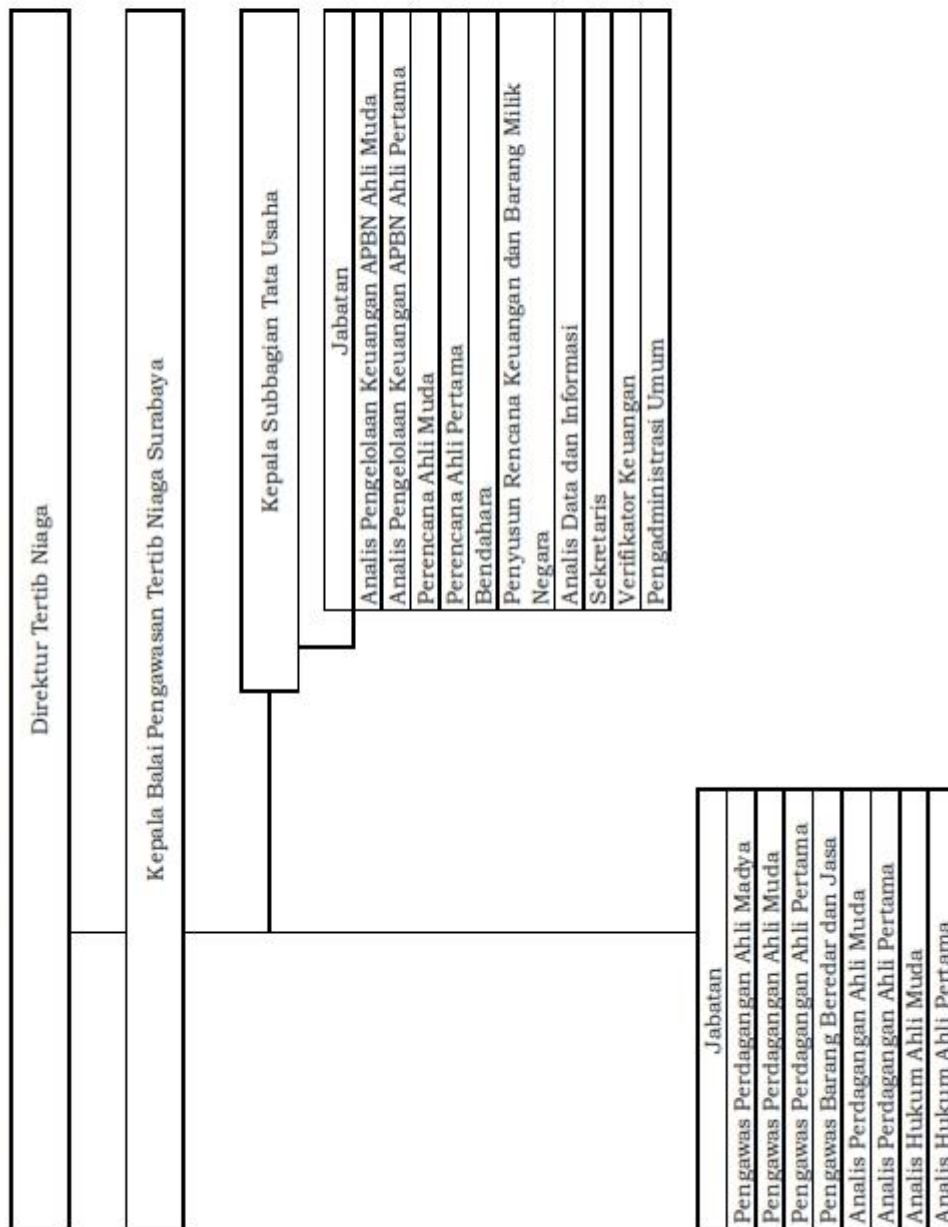 Direktur Tertib Niaga
Kepala Balai Pengawasan Tertib Niaga Surabaya
Kepala Subbagian Tata Usaha
Jabatan
Analis Pengelolaan Keuangan APBN Ahli Muda
Analis Pengelolaan Keuangan APBN Ahli Pertama
Perencana Ahli Muda
Perencana Ahli Pertama
Bendahara
Penyusun Rencana Keuangan dan Barang Milik
Negara
Analis Data dan Informasi
Sekretaris
Verifikator Keuangan
Pengadministrasi Umum
Jabatan
Pengawas Perdagangan Ahli Madya
Pengawas Perdagangan Ahli Muda
Pengawas Perdagangan Ahli Pertama
Pengawas Barang Beredar dan Jasa
Analis Perdagangan Ahli Muda
Analis Perdagangan Ahli Pertama
Analis Hukum Ahli Muda
Analis Hukum Ahli Pertama